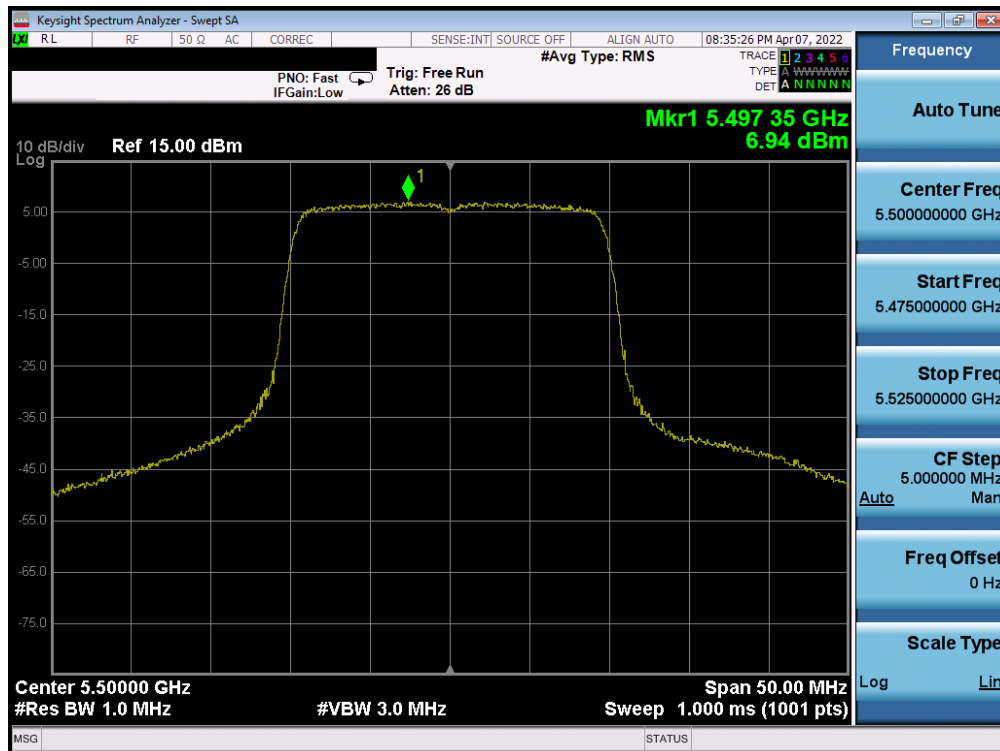 Keysight Spectrum Analyzer - Swept SA
LXI RL RF 50 Ω AC CORREC SENSE:INT SOURCE OFF ALIGN AUTO 08:35:26 PM Apr 07, 2022
PNO: Fast
IFGain:Low
Trig: Free Run
Atten: 26 dB
#Avg Type: RMS
TRACE 1 2 3 4 5 6
TYPE A WWWWW
DET A N N N N N
Mkr1 5.497 35 GHz
6.94 dBm
10 dB/div
Log
Ref 15.00 dBm
1
5.00
-5.00
-15.0
-25.0
-35.0
-45.0
-55.0
-65.0
-75.0
Center 5.50000 GHz
Span 50.00 MHz
#Res BW 1.0 MHz
#VBW 3.0 MHz
Sweep 1.000 ms (1001 pts)
MSG
STATUS
Frequency
Auto Tune
Center Freq
5.500000000 GHz
Start Freq
5.475000000 GHz
Stop Freq
5.525000000 GHz
CF Step
5.000000 MHz
Auto Man
Freq Offset
0 Hz
Scale Type
Log Lin